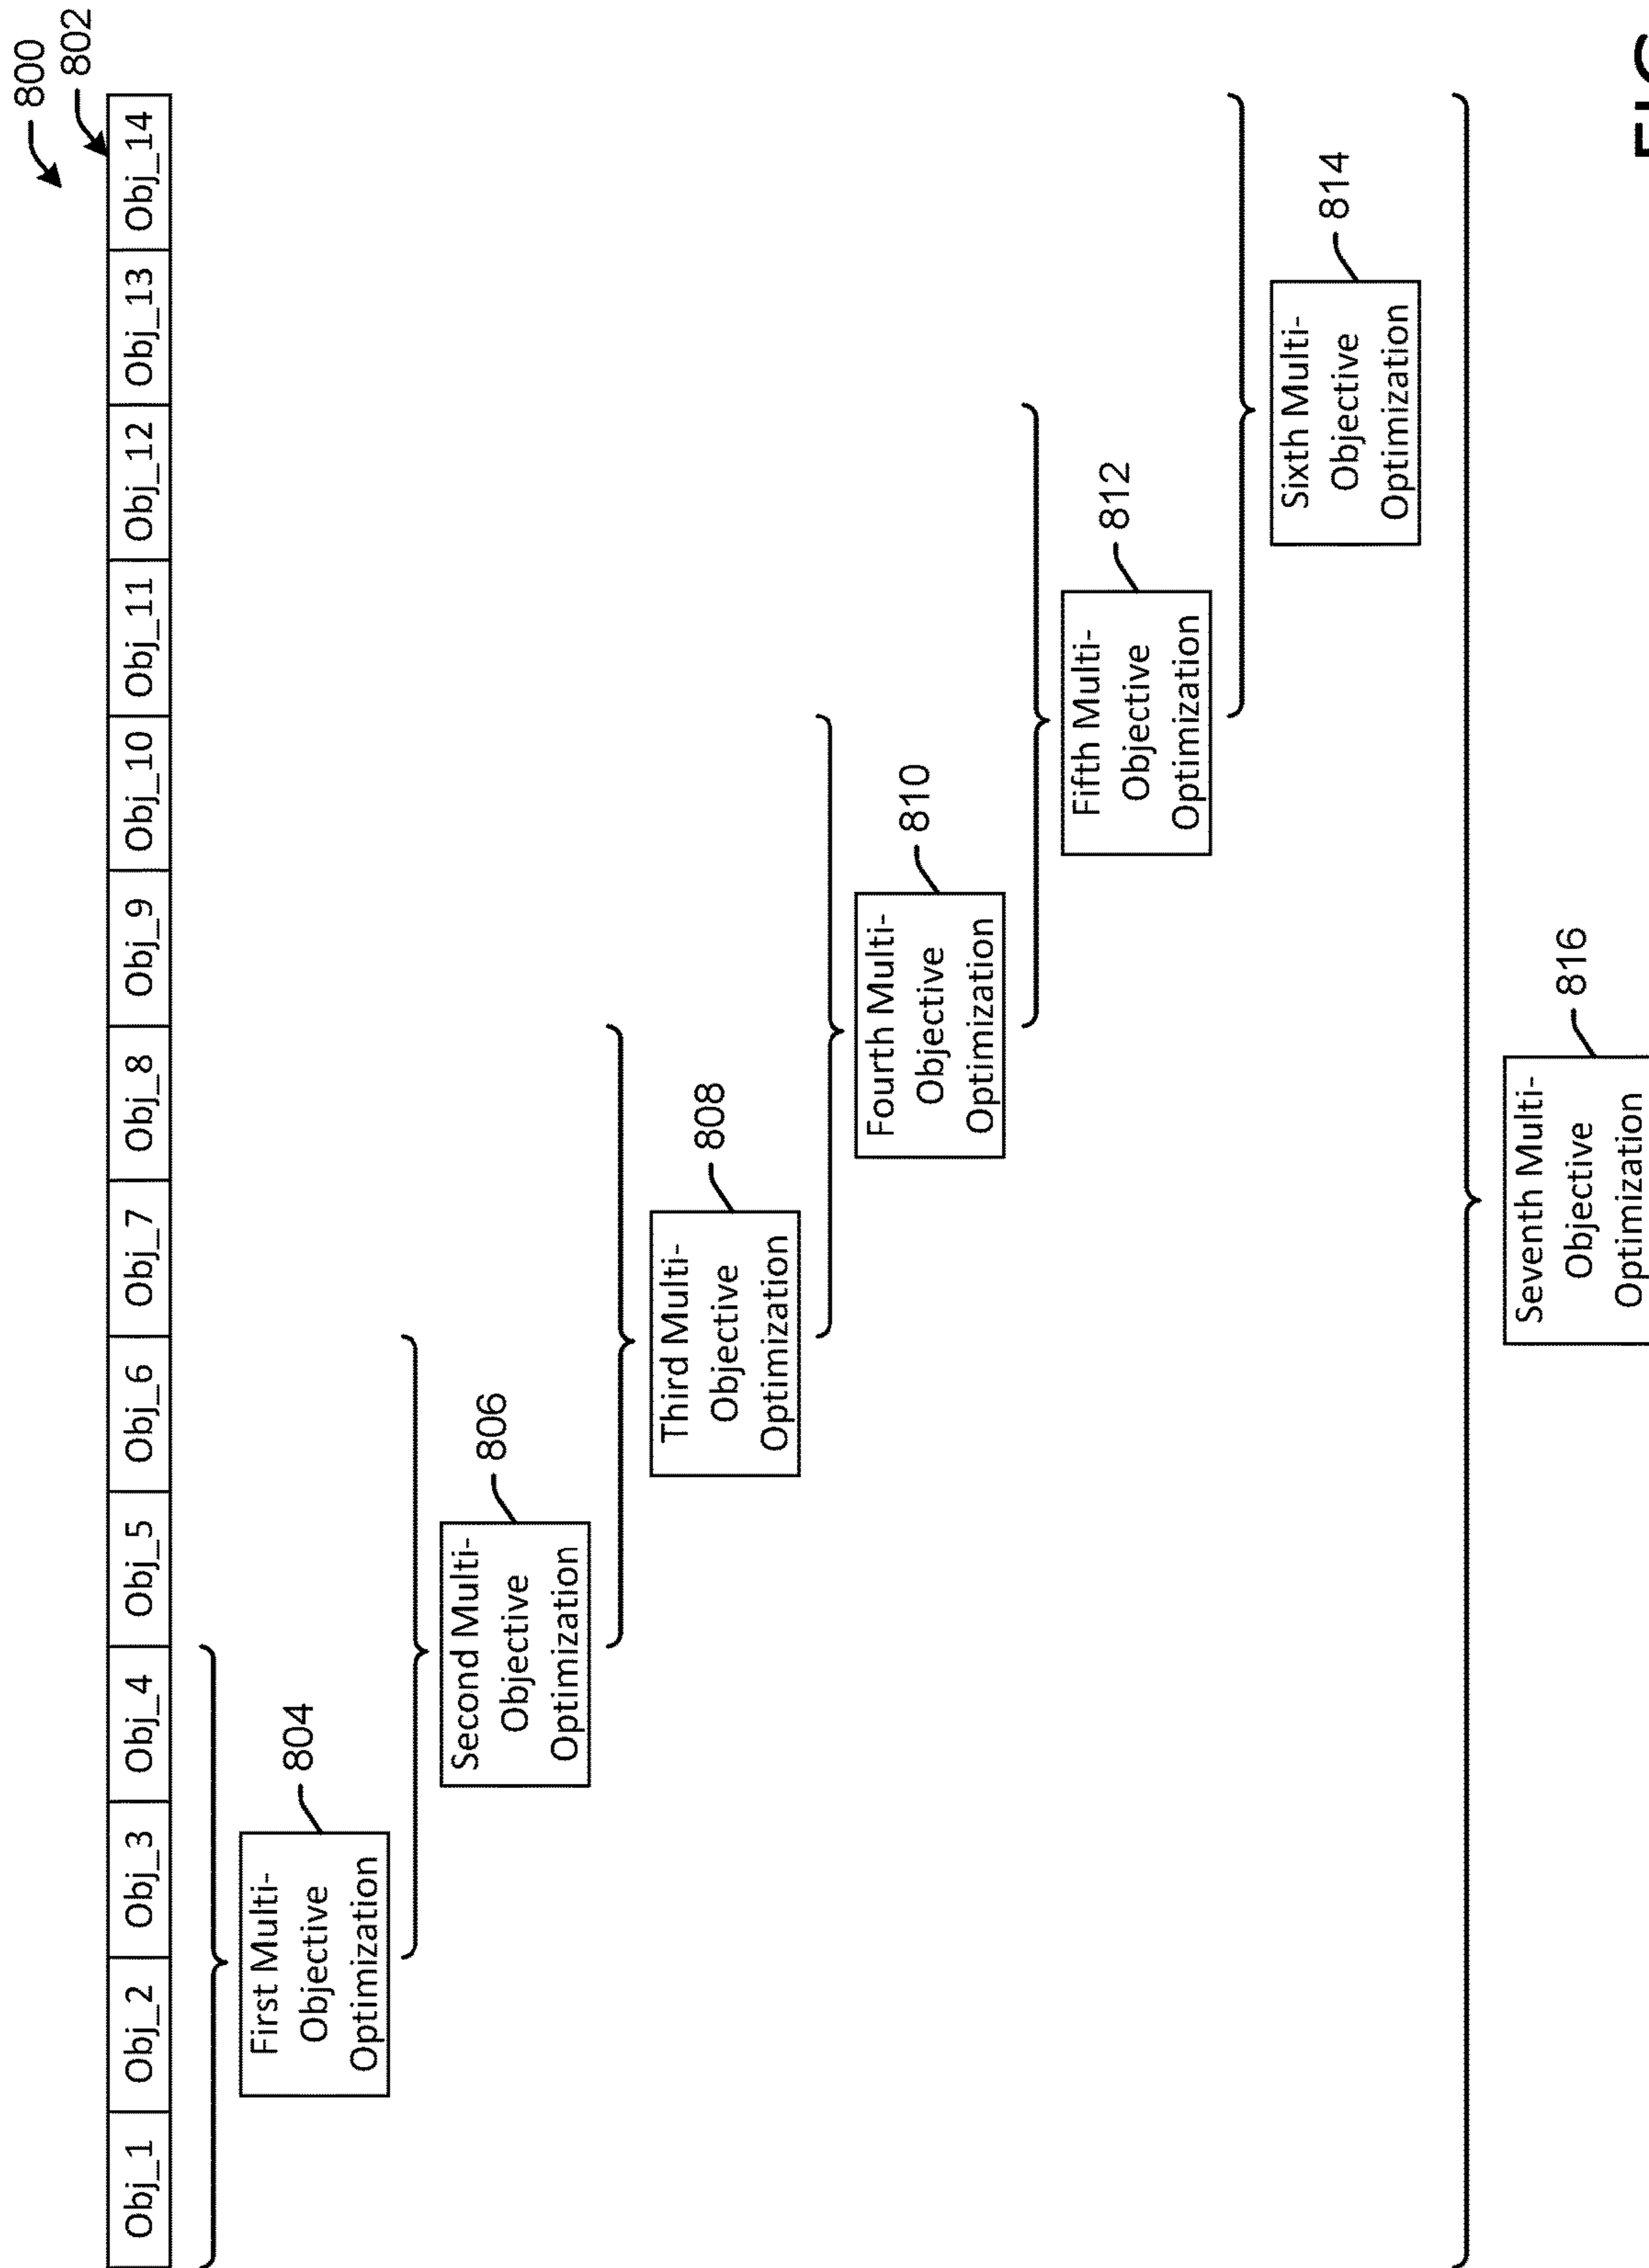 800
802
Obj_1 Obj_2 Obj_3 Obj_4 Obj_5 Obj_6 Obj_7 Obj_8 Obj_9 Obj_10 Obj_11 Obj_12 Obj_13 Obj_14
804
First Multi-
Objective
Optimization
806
Second Multi-
Objective
Optimization
808
Third Multi-
Objective
Optimization
810
Fourth Multi-
Objective
Optimization
812
Fifth Multi-
Objective
Optimization
814
Sixth Multi-
Objective
Optimization
816
Seventh Multi-
Objective
Optimization